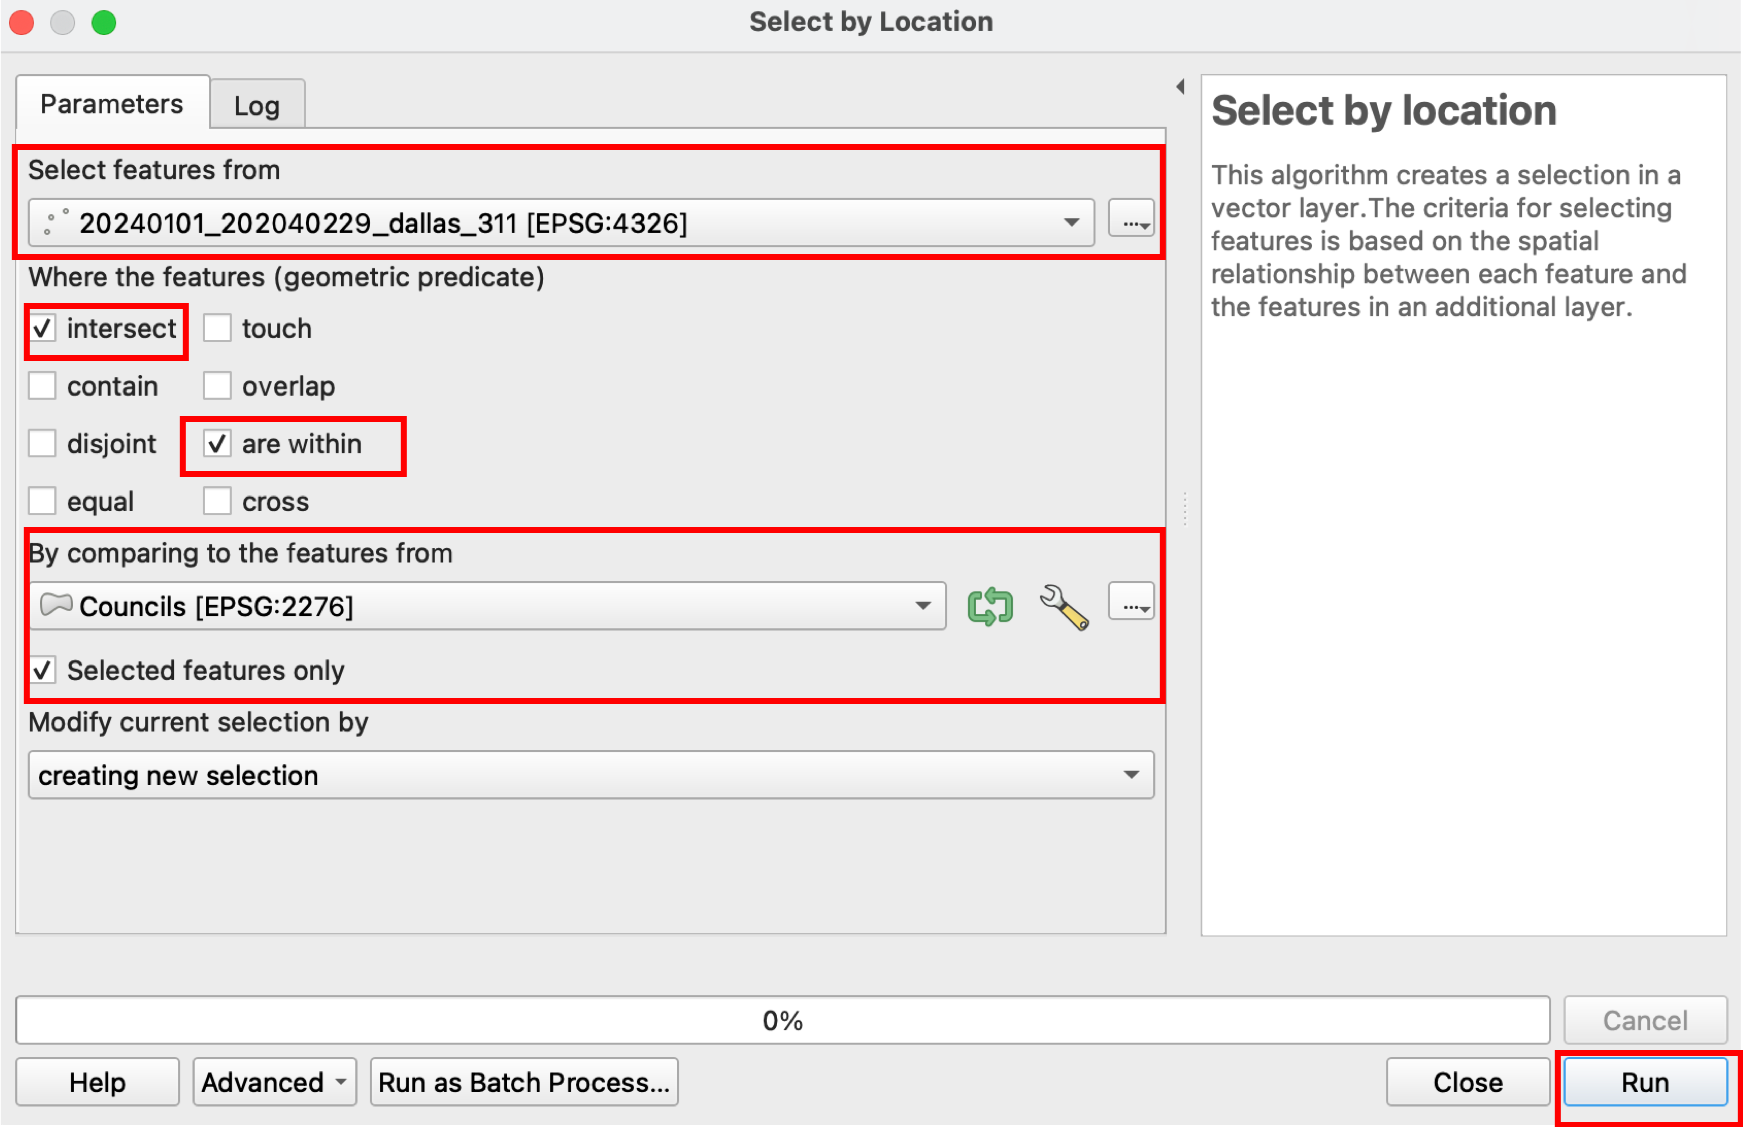 Select by Location
Parameters
Log
Select features from
20240101_202040229_dallas_311 [EPSG:4326]
...
Where the features (geometric predicate)
intersect
touch
contain
overlap
disjoint
are within
equal
cross
By comparing to the features from
Councils [EPSG:2276]
...
Selected features only
Modify current selection by
creating new selection
Select by location
This algorithm creates a selection in a
vector layer.The criteria for selecting
features is based on the spatial
relationship between each feature and
the features in an additional layer.
0%
Cancel
Help
Advanced
Run as Batch Process...
Close
Run